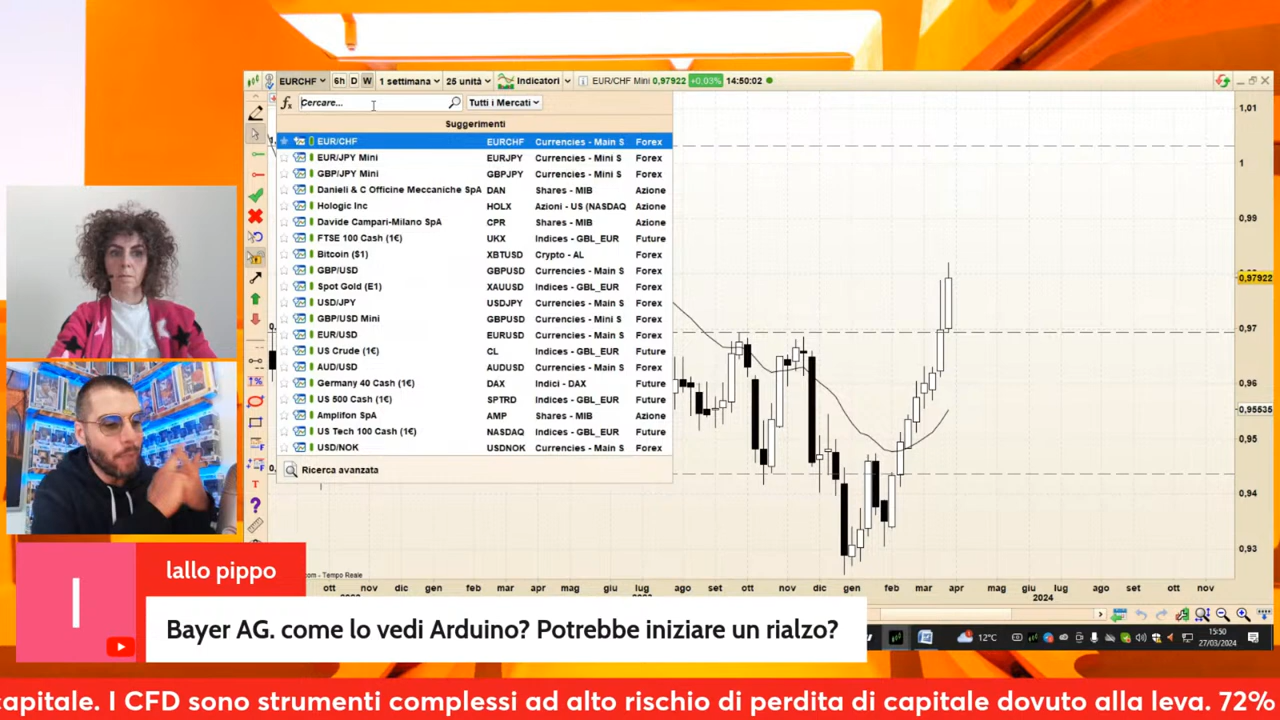 EURCHF 6h D W 1 settimana 25 unità Indicatori EUR/CHF Mini 0,97922 +0,03% 14:50:02
Cercare... Tutti i Mercati
Suggerimenti
EUR/CHF EURCHF Currencies - Main S Forex
EUR/JPY Mini EURJPY Currencies - Mini S Forex
GBP/JPY Mini GBPJPY Currencies - Mini S Forex
Danieli & C Officine Meccaniche SpA DAN Shares - MIB Azione
Hologic Inc HOLX Azioni - US (NASDAQ Azione
Davide Campari-Milano SpA CPR Shares - MIB Azione
FTSE 100 Cash (1€) UKX Indices - GBL_EUR Future
Bitcoin ($1) XBTUSD Crypto - AL Forex
GBP/USD GBPUSD Currencies - Main S Forex
Spot Gold (E1) XAUUSD Indices - GBL_EUR Forex
USD/JPY USDJPY Currencies - Main S Forex
GBP/USD Mini GBPUSD Currencies - Mini S Forex
EUR/USD EURUSD Currencies - Main S Forex
US Crude (1€) CL Indices - GBL_EUR Future
AUD/USD AUDUSD Currencies - Main S Forex
Germany 40 Cash (1€) DAX Indici - DAX Future
US 500 Cash (1€) SPTRD Indices - GBL_EUR Future
Amplifon SpA AMP Shares - MIB Azione
US Tech 100 Cash (1€) NASDAQ Indices - GBL_EUR Future
USD/NOK USDNOK Currencies - Main S Forex
Ricerca avanzata
1,01
1
0,99
0,97922
0,97
0,96
0,95535
0,95
0,94
0,93
.com - Tempo Reale
ott nov dic gen feb mar apr mag giu lug ago set ott nov dic gen feb mar apr mag giu lug ago set ott nov
2024
12°C 15:50
27/03/2024
lallo pippo
l
Bayer AG. come lo vedi Arduino? Potrebbe iniziare un rialzo?
capitale. I CFD sono strumenti complessi ad alto rischio di perdita di capitale dovuto alla leva. 72%